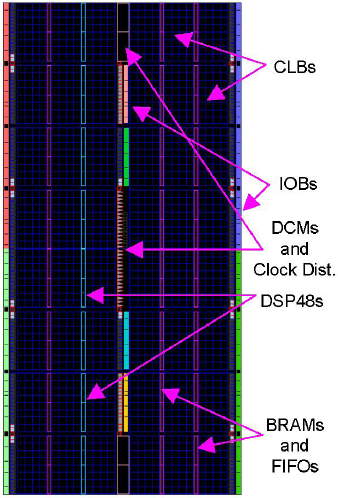 CLBs
IOBs
DCMs
and
Clock Dist.
DSP48s
BRAMs
and
FIFOs